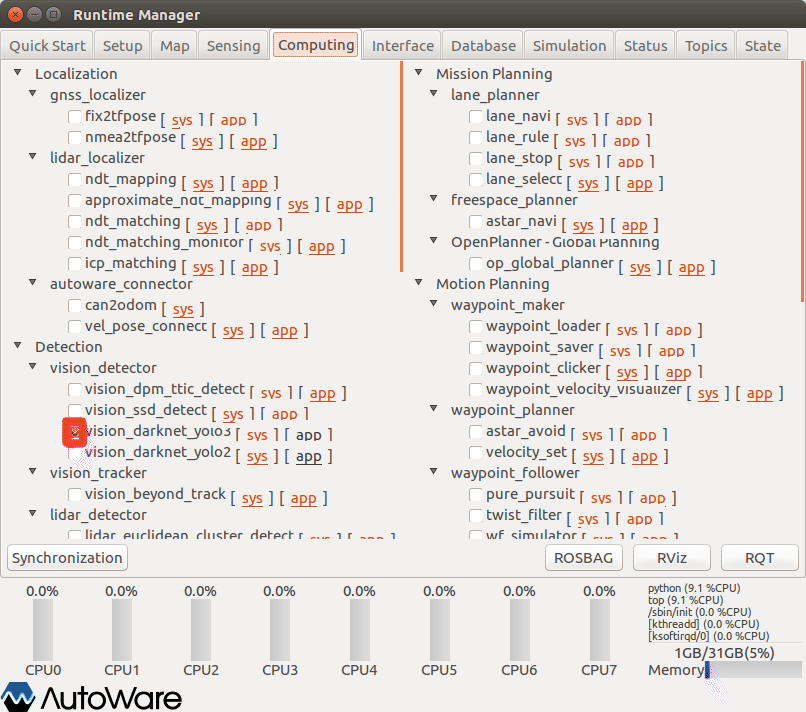 Runtime Manager
Quick Start Setup Map Sensing Computing Interface Database Simulation Status Topics State
Localization
gnss_localizer
fix2tfpose [ sys ] [ app ]
nmea2tfpose [ sys ] [ app ]
lidar_localizer
ndt_mapping [ sys ] [ app ]
approximate_ndt_mapping [ sys ] [ app ]
ndt_matching [ sys ] [ app ]
ndt_matching_monitor [ sys ] [ app ]
icp_matching [ sys ] [ app ]
autoware_connector
can2odom [ sys ]
vel_pose_connect [ sys ] [ app ]
Detection
vision_detector
vision_dpm_ttic_detect [ sys ] [ app ]
vision_ssd_detect [ sys ] [ app ]
vision_darknet_yolo3 [ sys ] [ app ]
vision_darknet_yolo2 [ sys ] [ app ]
vision_tracker
vision_beyond_track [ sys ] [ app ]
lidar_detector
lidar_euclidean_cluster_detect [ sys ] [ app ]
Mission Planning
lane_planner
lane_navi [ sys ] [ app ]
lane_rule [ sys ] [ app ]
lane_stop [ sys ] [ app ]
lane_select [ sys ] [ app ]
freespace_planner
astar_navi [ sys ] [ app ]
OpenPlanner - Global Planning
op_global_planner [ sys ] [ app ]
Motion Planning
waypoint_maker
waypoint_loader [ sys ] [ app ]
waypoint_saver [ sys ] [ app ]
waypoint_clicker [ sys ] [ app ]
waypoint_velocity_visualizer [ sys ] [ app ]
waypoint_planner
astar_avoid [ sys ] [ app ]
velocity_set [ sys ] [ app ]
waypoint_follower
pure_pursuit [ sys ] [ app ]
twist_filter [ sys ] [ app ]
wf_simulator [ sys ] [ app ]
Synchronization ROSBAG RViz RQT
0.0% 0.0% 0.0% 0.0% 0.0% 0.0% 0.0% 0.0%
CPU0 CPU1 CPU2 CPU3 CPU4 CPU5 CPU6 CPU7
python (9.1 %CPU)
top (9.1 %CPU)
/sbin/init (0.0 %CPU)
[kthreadd] (0.0 %CPU)
[ksoftirqd/0] (0.0 %CPU)
1GB/31GB(5%)
Memory
AutoWare